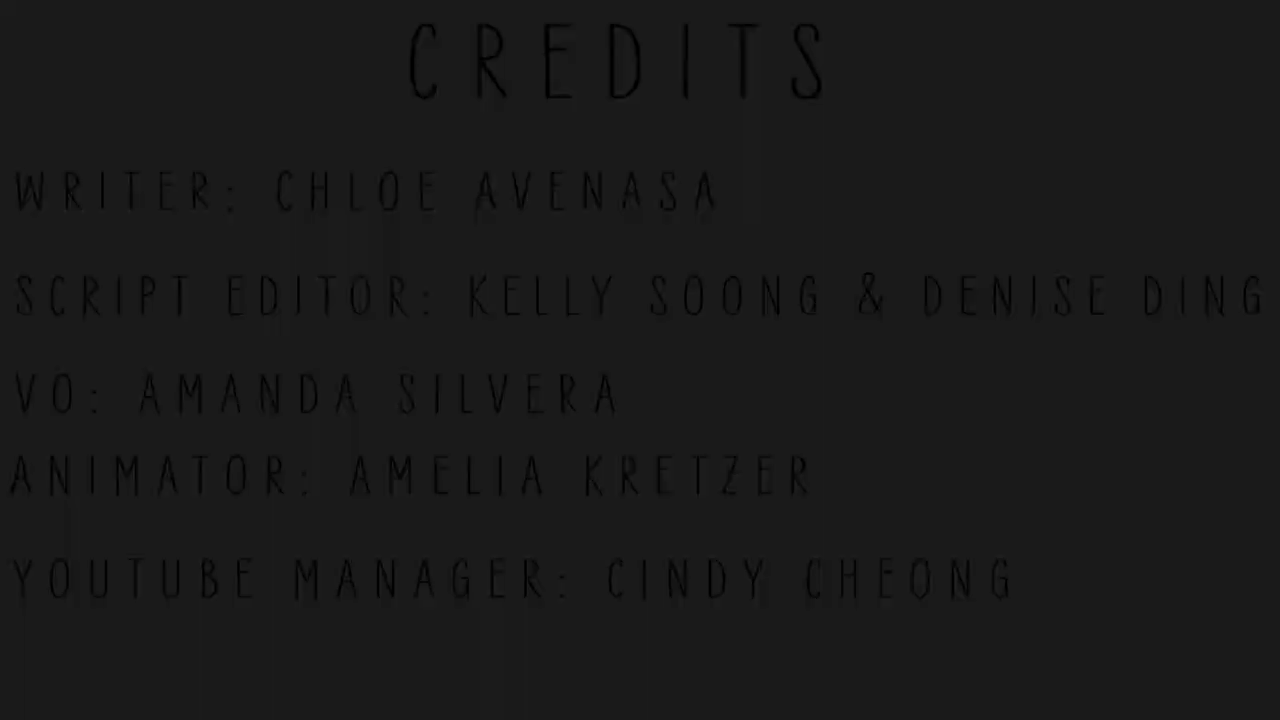 CREDITS
WRITER: CHLOE AVENASA
SCRIPT EDITOR: KELLY SOONG & DENISE DING
VO: AMANDA SILVERA
ANIMATOR: AMELIA KRETZER
YOUTUBE MANAGER: CINDY CHEONG